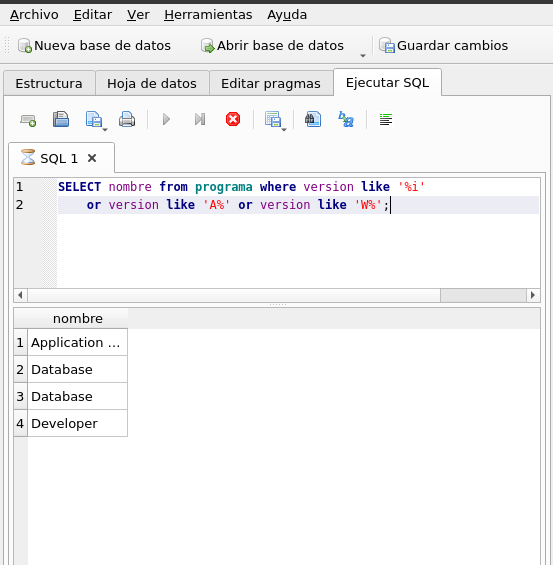 Archivo Editar Ver Herramientas Ayuda
Nueva base de datos Abrir base de datos Guardar cambios
Estructura Hoja de datos Editar pragmas Ejecutar SQL
SQL 1
1 SELECT nombre from programa where version like '%i'
2 or version like 'A%' or version like 'W%';
nombre
1 Application ...
2 Database
3 Database
4 Developer